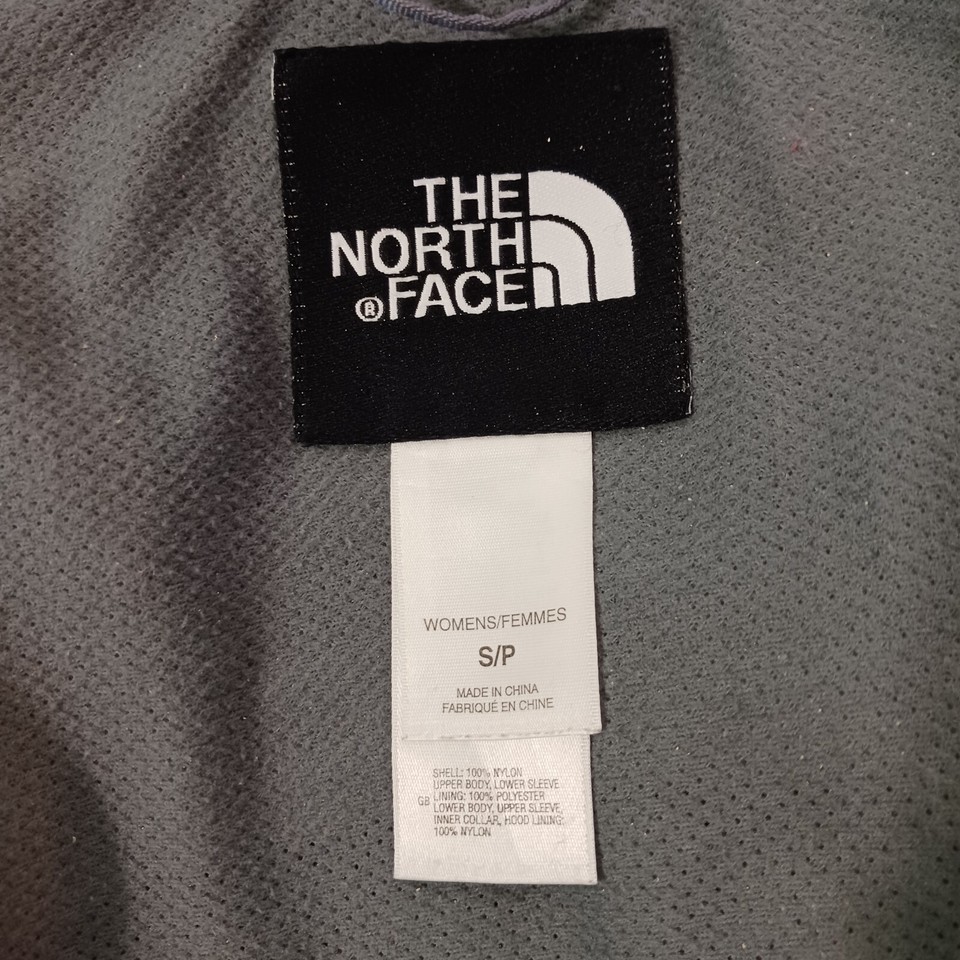 THE
NORTH
®FACE
WOMENS/FEMMES
S/P
MADE IN CHINA
FABRIQUÉ EN CHINE
SHELL: 100% NYLON
UPPER BODY, LOWER SLEEVE
GB LINING: 100% POLYESTER
LOWER BODY, UPPER SLEEVE,
INNER COLLAR, HOOD LINING:
100% NYLON